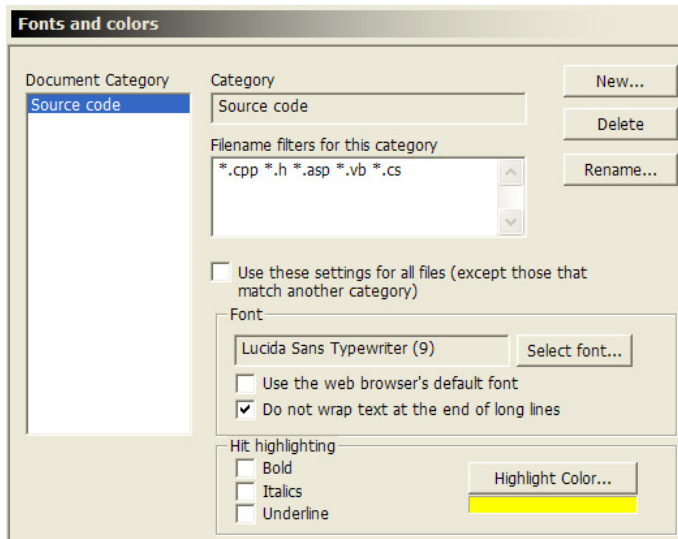 Fonts and colors
Document Category
Source code
Category
Source code
Filename filters for this category
*.cpp *.h *.asp *.vb *.cs
New...
Delete
Rename...
Use these settings for all files (except those that
match another category)
Font
Lucida Sans Typewriter (9)
Select font...
Use the web browser's default font
Do not wrap text at the end of long lines
Hit highlighting
Bold
Italics
Underline
Highlight Color...